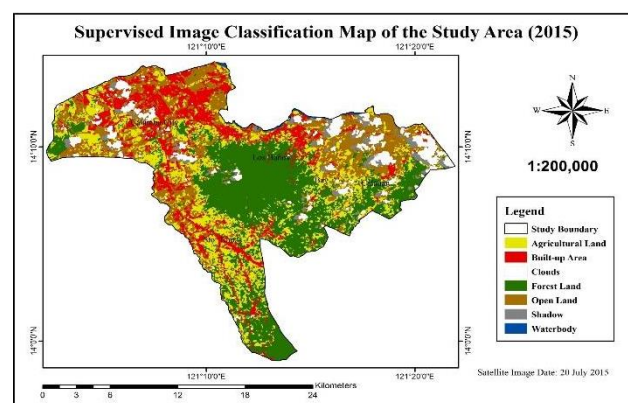 Supervised Image Classification Map of the Study Area (2015)
121°10'0"E 121°20'0"E
N
W E
S
14°10'0"N 14°10'0"N
1:200,000
Los Baños
Calauan
Legend
Study Boundary
Agricultural Land
Built-up Area
Clouds
Forest Land
Open Land
Shadow
Waterbody
14°0'0"N 14°0'0"N
121°10'0"E 121°20'0"E
Satellite Image Date: 20 July 2015
Kilometers
0 3 6 12 18 24